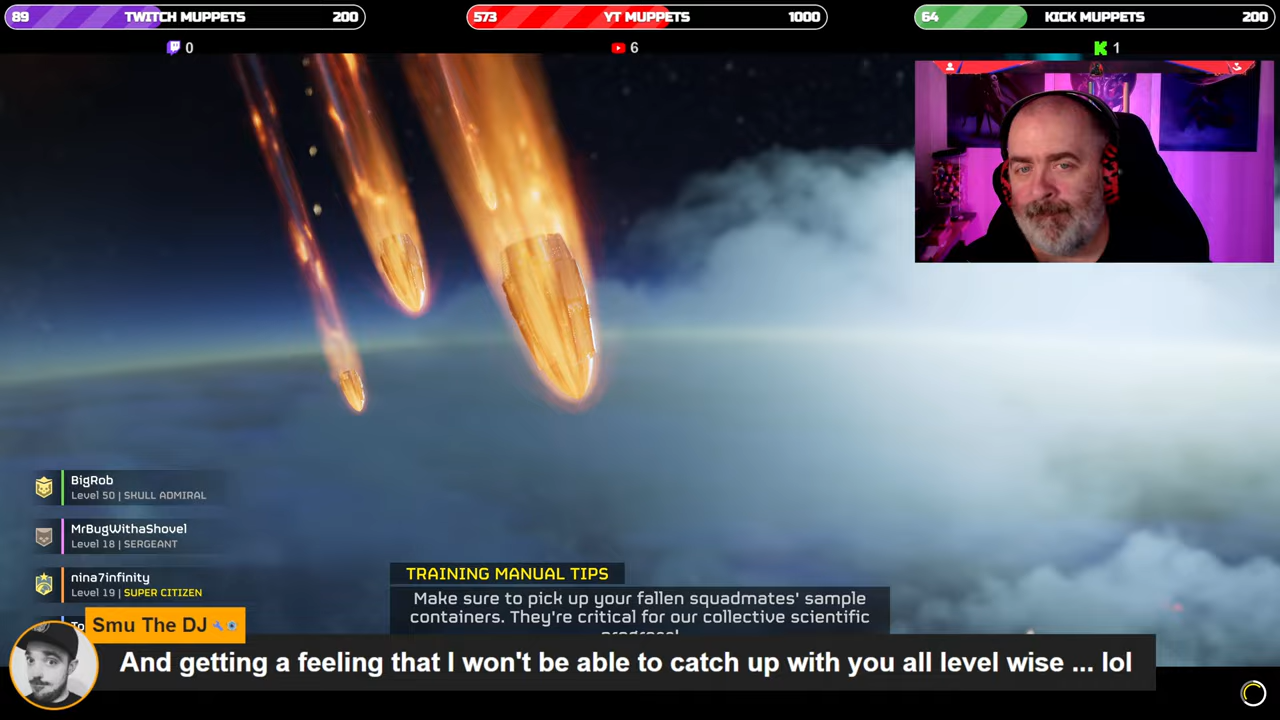 89 TWITCH MUPPETS 200
573 YT MUPPETS 1000
64 KICK MUPPETS 200
0
6
1
BigRob
Level 50 | SKULL ADMIRAL
MrBugWithaShovel
Level 18 | SERGEANT
nina7infinity
Level 19 | SUPER CITIZEN
TRAINING MANUAL TIPS
Make sure to pick up your fallen squadmates' sample
containers. They're critical for our collective scientific
Smu The DJ
And getting a feeling that I won't be able to catch up with you all level wise ... lol